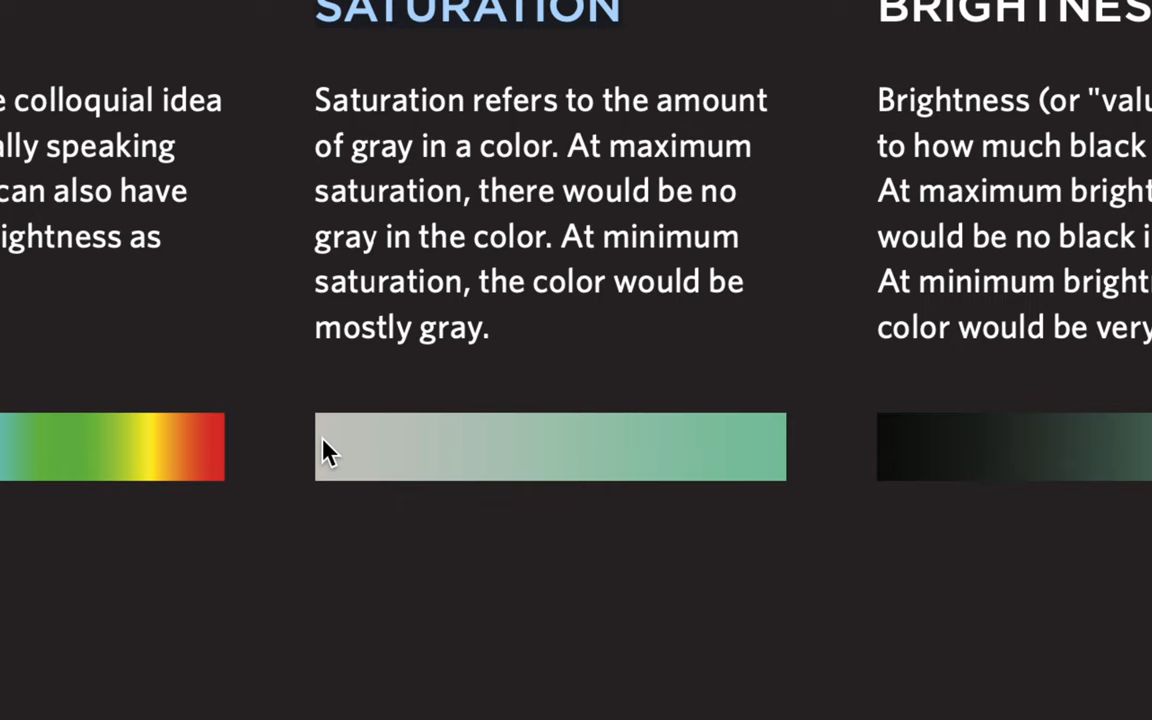 SATURATION
BRIGHTNES
colloquial idea
speaking
can also have
as
Saturation refers to the amount
of gray in a color. At maximum
saturation, there would be no
gray in the color. At minimum
saturation, the color would be
mostly gray.
Brightness (or "valu
to how much black
At maximum bright
would be no black i
At minimum bright
color would be very